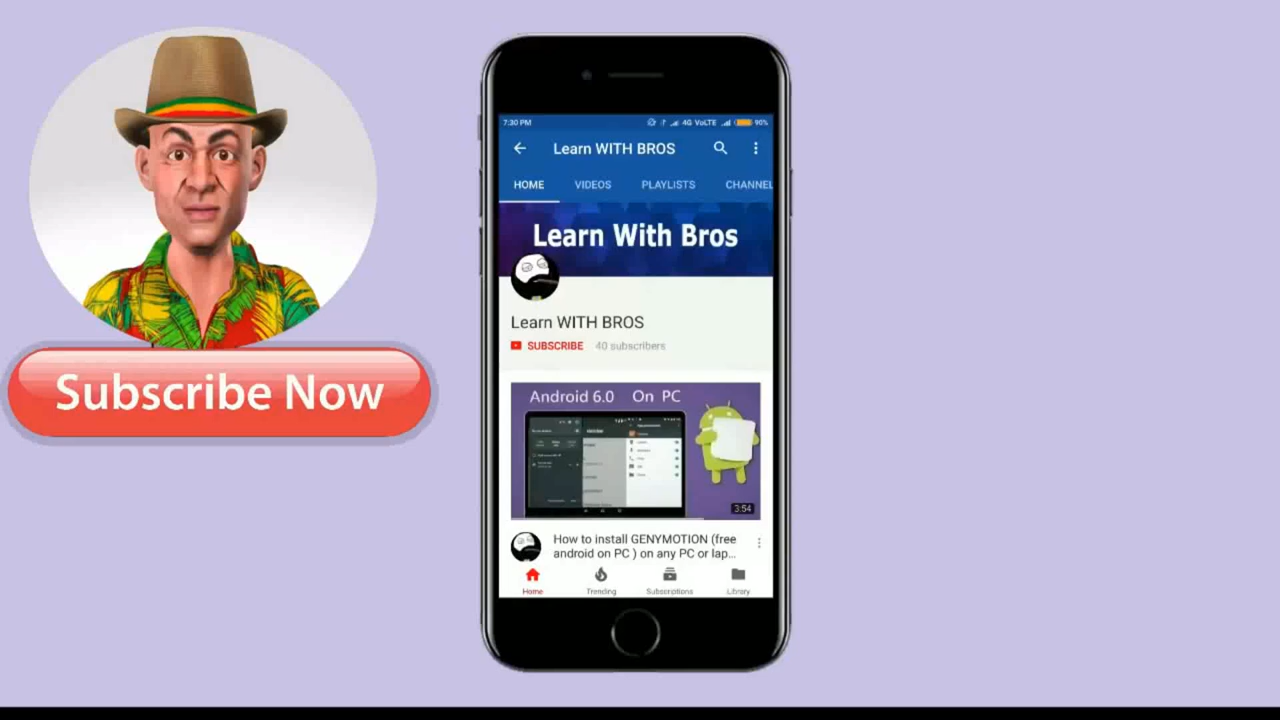 Subscribe Now
7:30 PM
4G VoLTE
90%
Learn WITH BROS
HOME VIDEOS PLAYLISTS CHANNEL
Learn With Bros
Learn WITH BROS
SUBSCRIBE 40 subscribers
Android 6.0 On PC
3:54
How to install GENYMOTION (free
android on PC ) on any PC or lap...
Home Trending Subscriptions Library